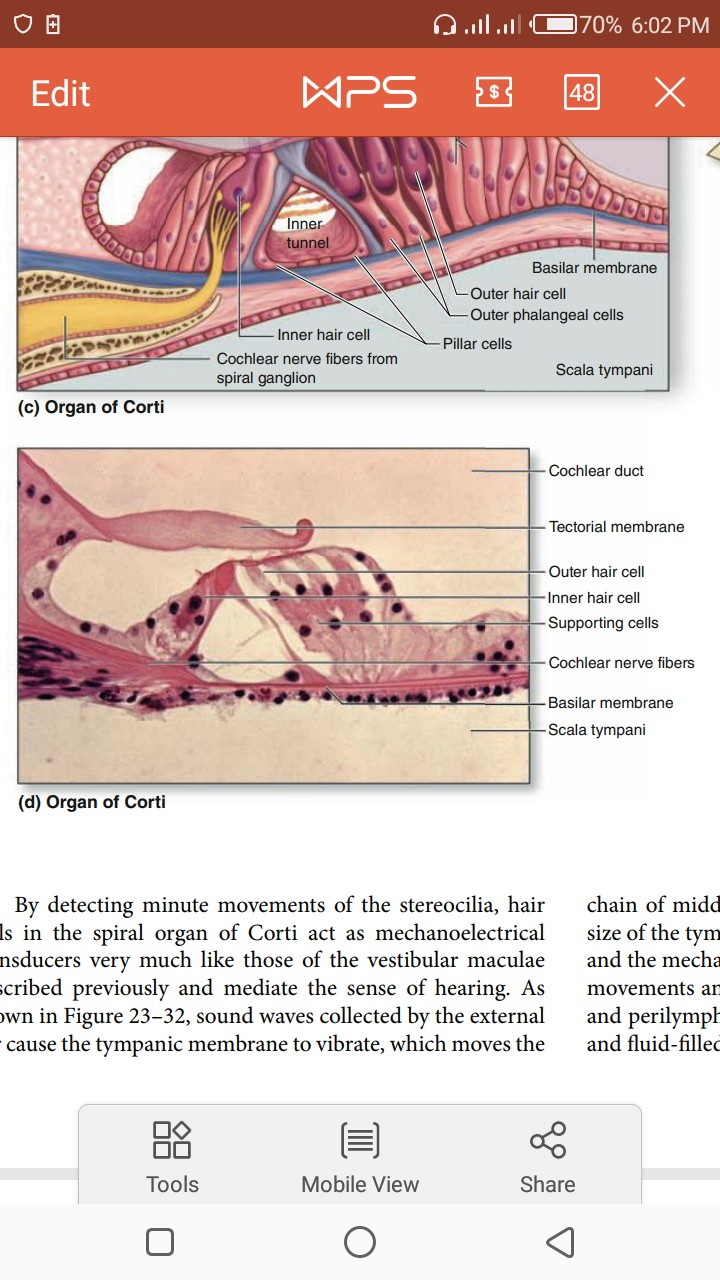 70% 6:02 PM
Edit
WPS
$
48
Inner
tunnel
Basilar membrane
Outer hair cell
Outer phalangeal cells
Inner hair cell
Pillar cells
Cochlear nerve fibers from
spiral ganglion
Scala tympani
(c) Organ of Corti
Cochlear duct
Tectorial membrane
Outer hair cell
Inner hair cell
Supporting cells
Cochlear nerve fibers
Basilar membrane
Scala tympani
(d) Organ of Corti
By detecting minute movements of the stereocilia, hair
ls in the spiral organ of Corti act as mechanoelectrical
nsducers very much like those of the vestibular maculae
scribed previously and mediate the sense of hearing. As
own in Figure 23–32, sound waves collected by the external
r cause the tympanic membrane to vibrate, which moves the
chain of midd
size of the tym
and the mecha
movements an
and perilymph
and fluid-filled
Tools
Mobile View
Share